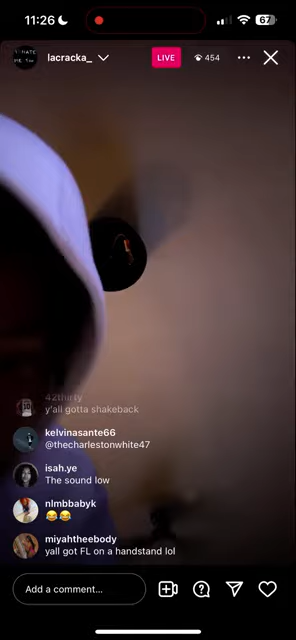 11:26
67
lacracka_
LIVE
454
42thirty
y'all gotta shakeback
kelvinasante66
@thecharlestonwhite47
isah.ye
The sound low
nlmbbabyk
😂😂
miyahtheebody
yall got FL on a handstand lol
Add a comment...